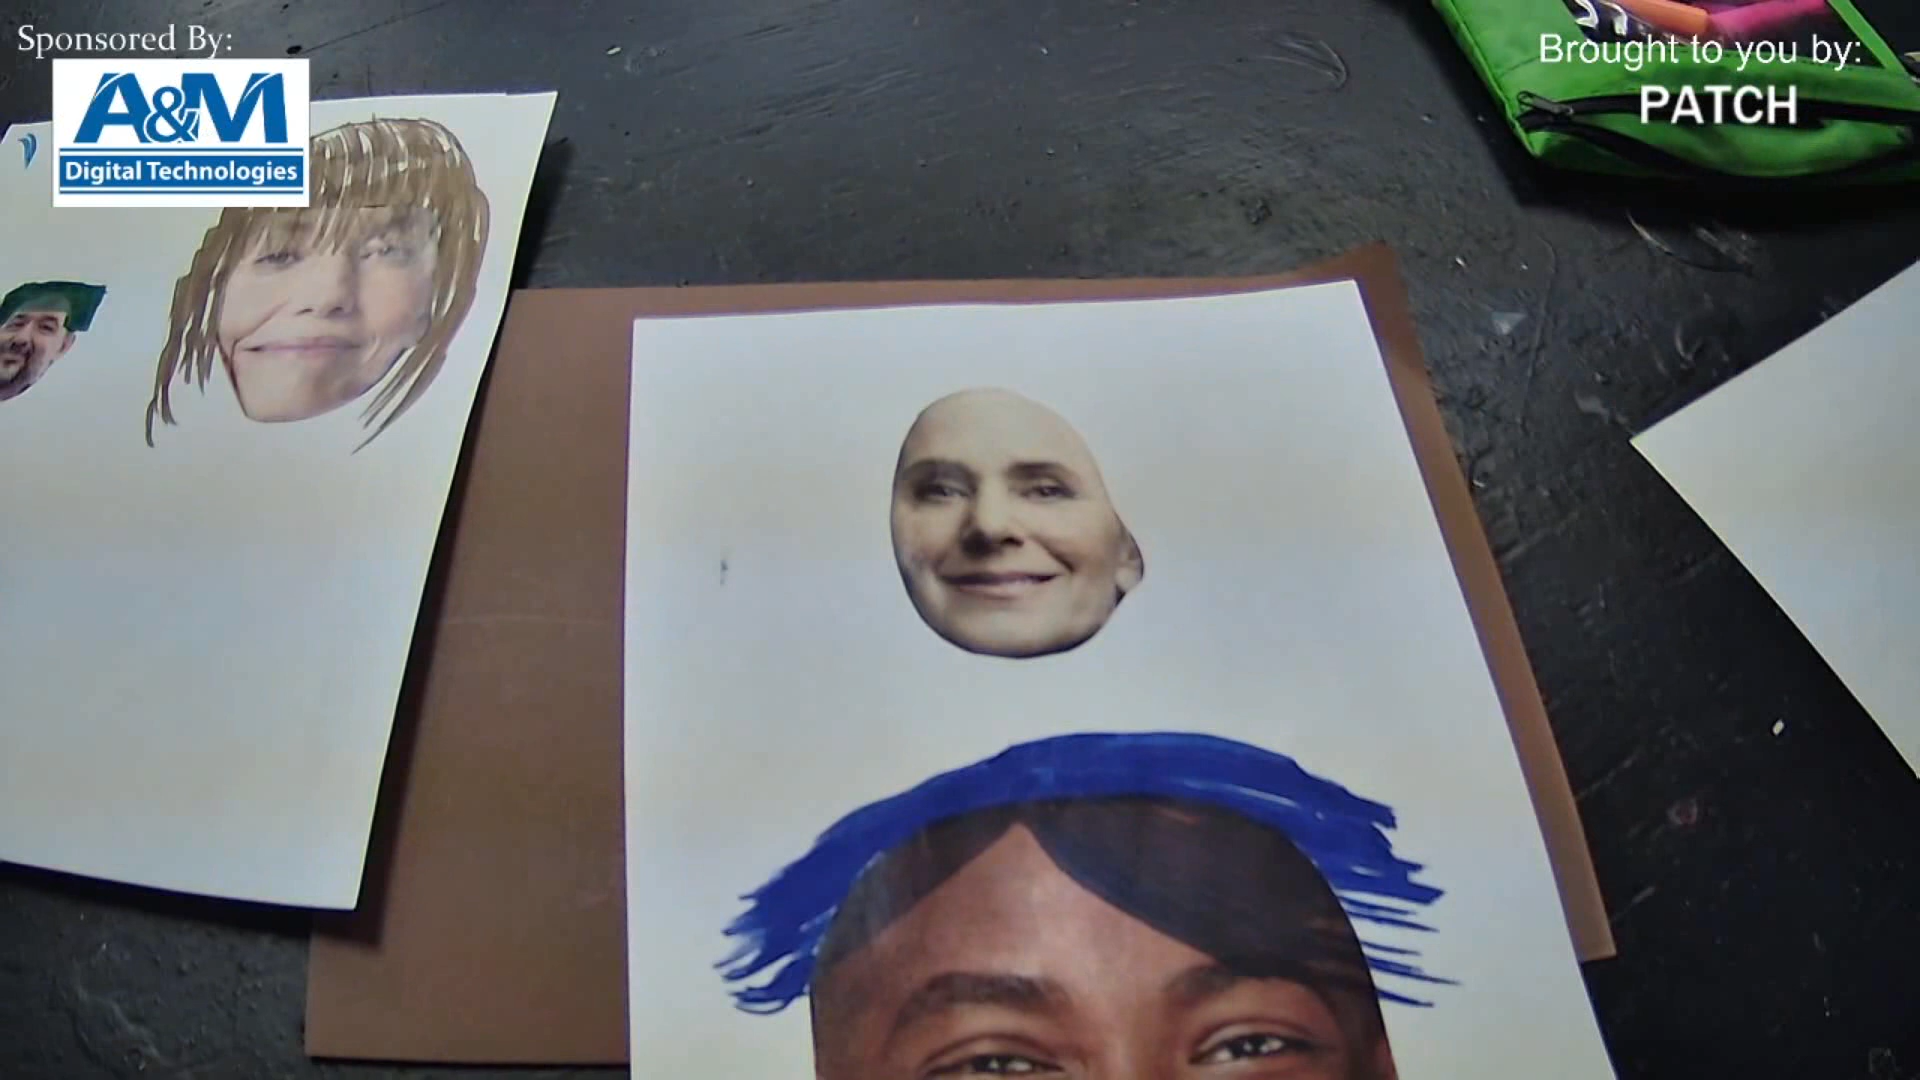 Sponsored By:
A&M
Digital Technologies
Brought to you by:
PATCH